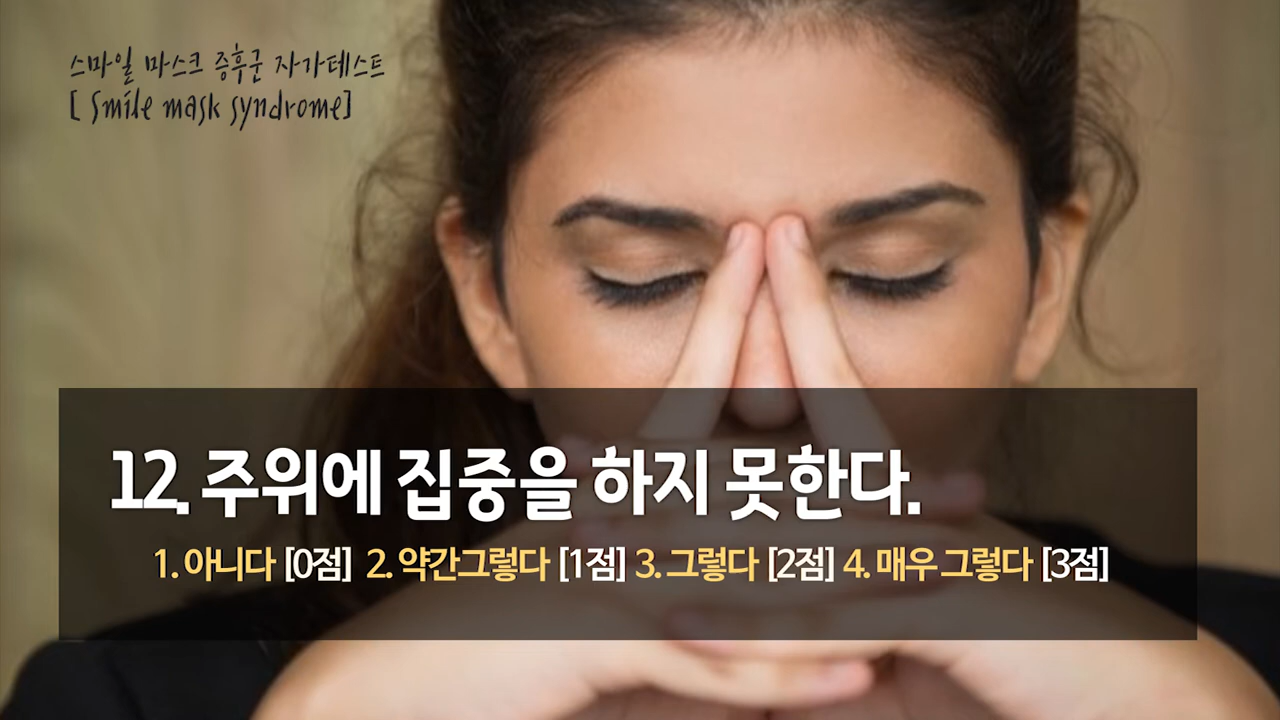 스마일 마스크 증후군 자가테스트
[ Smile mask syndrome]
12. 주위에 집중을 하지 못한다.
1. 아니다 [0점] 2. 약간그렇다 [1점] 3. 그렇다 [2점] 4. 매우 그렇다 [3점]